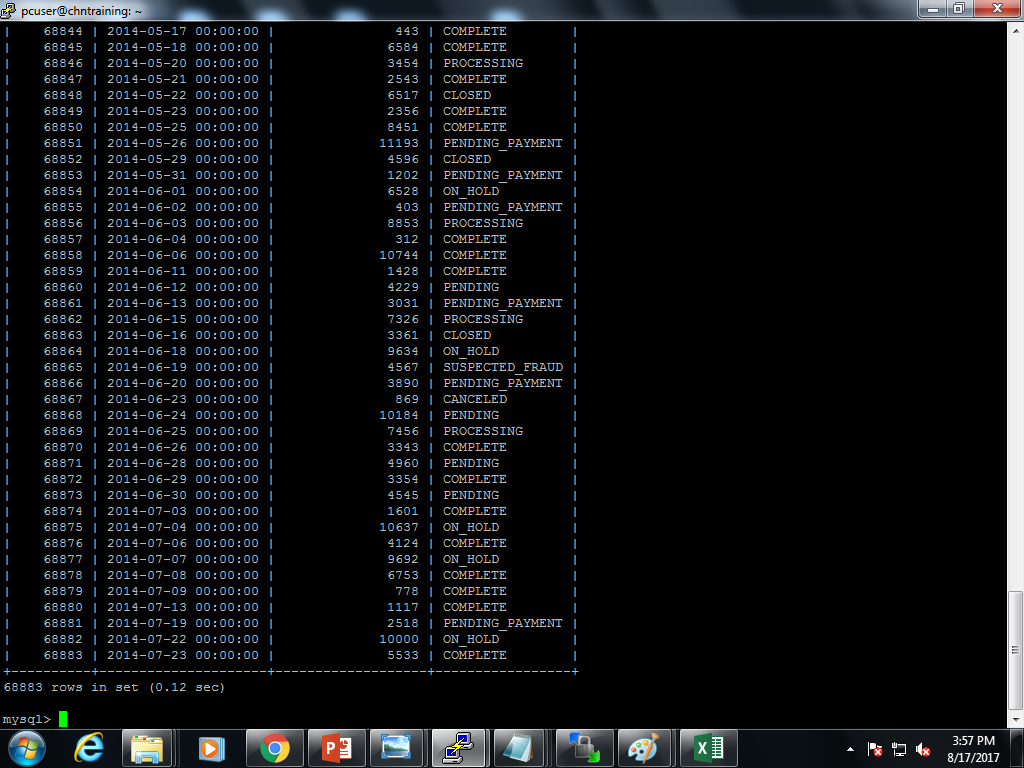 pcuser@chntraining: ~
|    68844 | 2014-05-17 00:00:00 |               443 | COMPLETE        |
|    68845 | 2014-05-18 00:00:00 |              6584 | COMPLETE        |
|    68846 | 2014-05-20 00:00:00 |              3454 | PROCESSING      |
|    68847 | 2014-05-21 00:00:00 |              2543 | COMPLETE        |
|    68848 | 2014-05-22 00:00:00 |              6517 | CLOSED          |
|    68849 | 2014-05-23 00:00:00 |              2356 | COMPLETE        |
|    68850 | 2014-05-25 00:00:00 |              8451 | COMPLETE        |
|    68851 | 2014-05-26 00:00:00 |             11193 | PENDING_PAYMENT |
|    68852 | 2014-05-29 00:00:00 |              4596 | CLOSED          |
|    68853 | 2014-05-31 00:00:00 |              1202 | PENDING_PAYMENT |
|    68854 | 2014-06-01 00:00:00 |              6528 | ON_HOLD         |
|    68855 | 2014-06-02 00:00:00 |               403 | PENDING_PAYMENT |
|    68856 | 2014-06-03 00:00:00 |              8853 | PROCESSING      |
|    68857 | 2014-06-04 00:00:00 |               312 | COMPLETE        |
|    68858 | 2014-06-06 00:00:00 |             10744 | COMPLETE        |
|    68859 | 2014-06-11 00:00:00 |              1428 | COMPLETE        |
|    68860 | 2014-06-12 00:00:00 |              4229 | PENDING         |
|    68861 | 2014-06-13 00:00:00 |              3031 | PENDING_PAYMENT |
|    68862 | 2014-06-15 00:00:00 |              7326 | PROCESSING      |
|    68863 | 2014-06-16 00:00:00 |              3361 | CLOSED          |
|    68864 | 2014-06-18 00:00:00 |              9634 | ON_HOLD         |
|    68865 | 2014-06-19 00:00:00 |              4567 | SUSPECTED_FRAUD |
|    68866 | 2014-06-20 00:00:00 |              3890 | PENDING_PAYMENT |
|    68867 | 2014-06-23 00:00:00 |               869 | CANCELED        |
|    68868 | 2014-06-24 00:00:00 |             10184 | PENDING         |
|    68869 | 2014-06-25 00:00:00 |              7456 | PROCESSING      |
|    68870 | 2014-06-26 00:00:00 |              3343 | COMPLETE        |
|    68871 | 2014-06-28 00:00:00 |              4960 | PENDING         |
|    68872 | 2014-06-29 00:00:00 |              3354 | COMPLETE        |
|    68873 | 2014-06-30 00:00:00 |              4545 | PENDING         |
|    68874 | 2014-07-03 00:00:00 |              1601 | COMPLETE        |
|    68875 | 2014-07-04 00:00:00 |             10637 | ON_HOLD         |
|    68876 | 2014-07-06 00:00:00 |              4124 | COMPLETE        |
|    68877 | 2014-07-07 00:00:00 |              9692 | ON_HOLD         |
|    68878 | 2014-07-08 00:00:00 |              6753 | COMPLETE        |
|    68879 | 2014-07-09 00:00:00 |               778 | COMPLETE        |
|    68880 | 2014-07-13 00:00:00 |              1117 | COMPLETE        |
|    68881 | 2014-07-19 00:00:00 |              2518 | PENDING_PAYMENT |
|    68882 | 2014-07-22 00:00:00 |             10000 | ON_HOLD         |
|    68883 | 2014-07-23 00:00:00 |              5533 | COMPLETE        |
+----------+---------------------+-------------------+-----------------+
68883 rows in set (0.12 sec)
mysql>
3:57 PM
8/17/2017